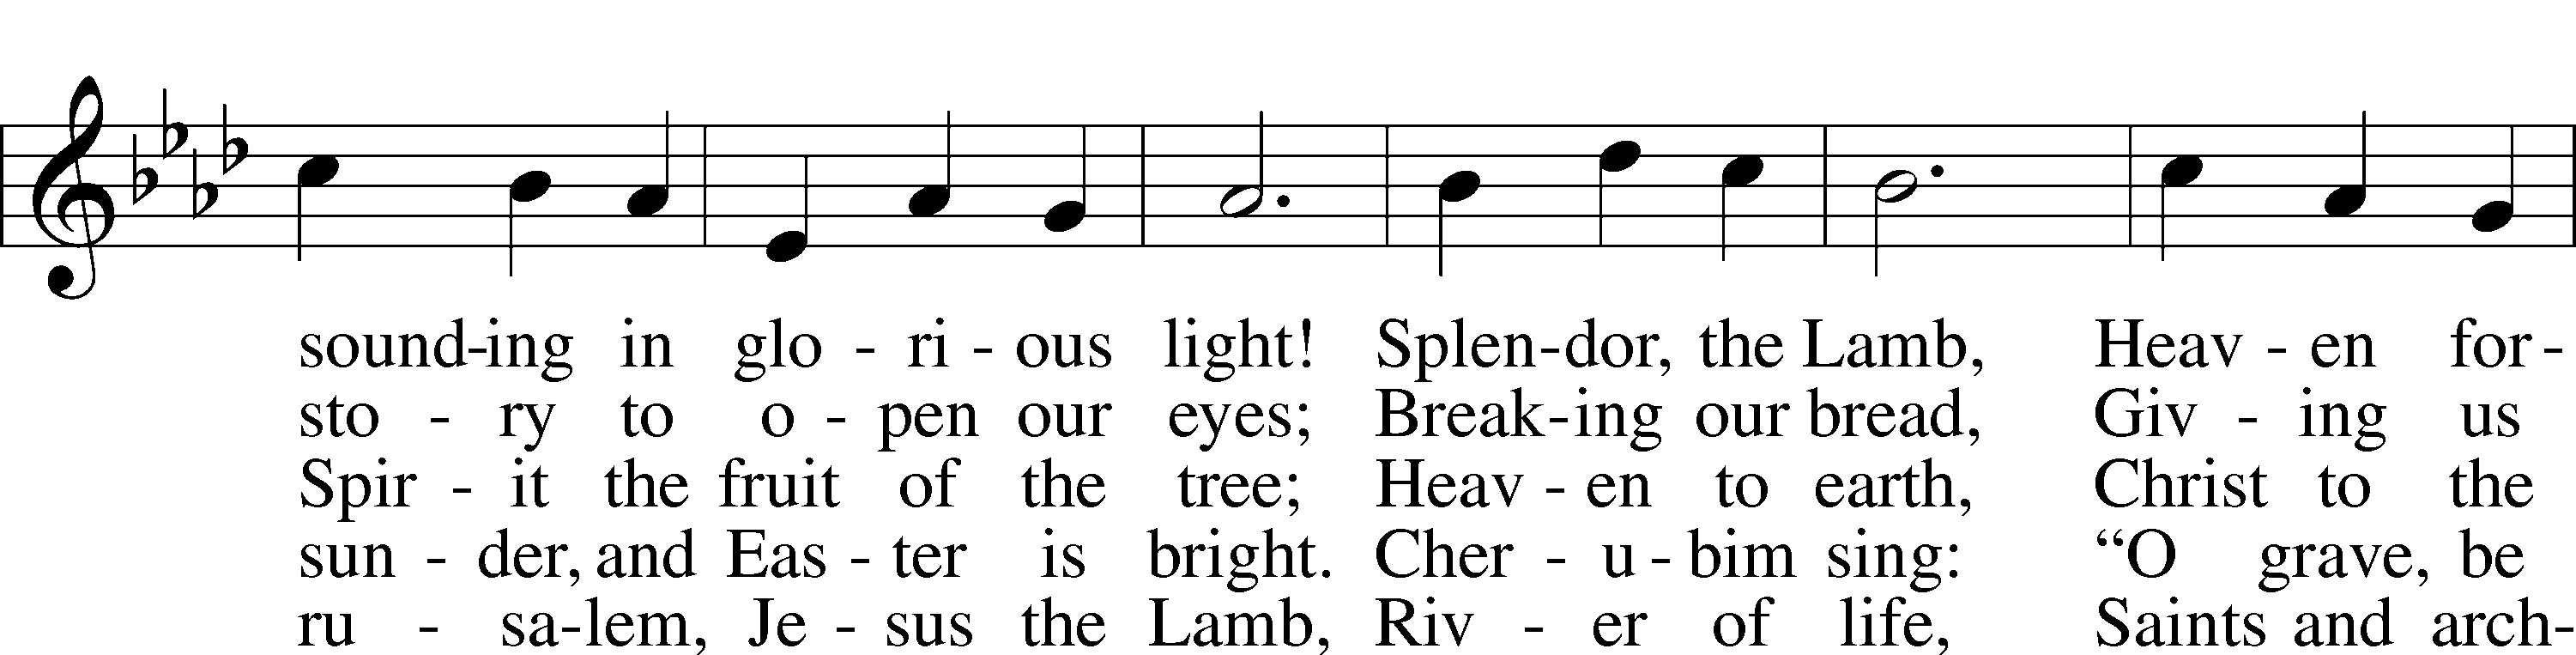 sound-ing in glo - ri - ous light! Splen-dor, the Lamb, Heav - en for-
sto - ry to o - pen our eyes; Break-ing our bread, Giv - ing us
Spir - it the fruit of the tree; Heav - en to earth, Christ to the
sun - der, and Eas - ter is bright. Cher - u - bim sing: “O grave, be
ru - sa-lem, Je - sus the Lamb, Riv - er of life, Saints and arch-